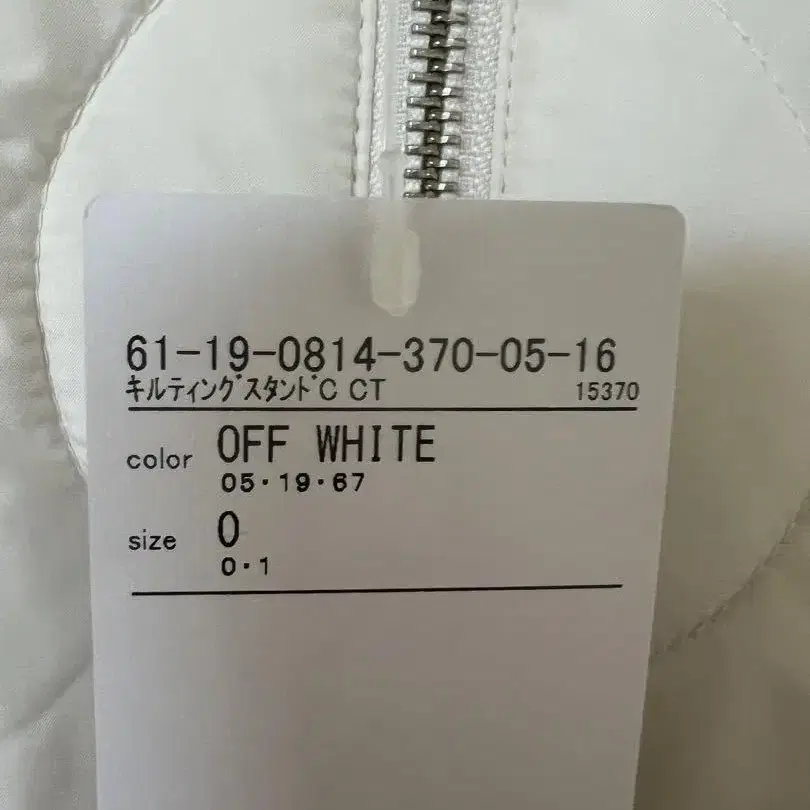 61-19-0814-370-05-16
ｷﾙﾃｨﾝｸﾞｽﾀﾝﾄﾞC CT 15370
color OFF WHITE
05・19・67
size 0
0・1